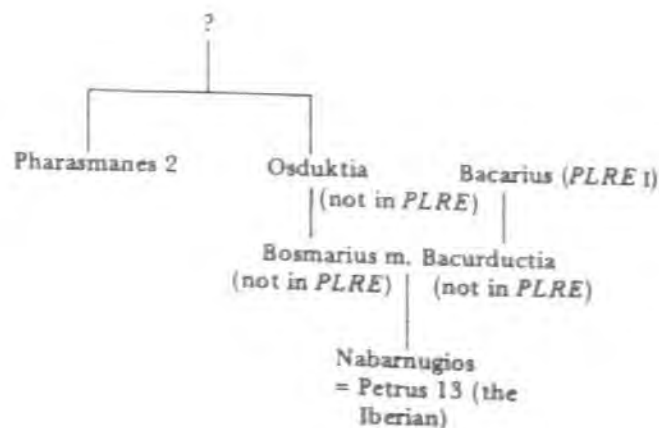 ?
Pharasmanes 2 Osduktia Bacarius (PLRE I)
(not in PLRE)
Bosmarius m. Bacurductia
(not in PLRE) (not in PLRE)
Nabarnugios
= Petrus 13 (the
Iberian)